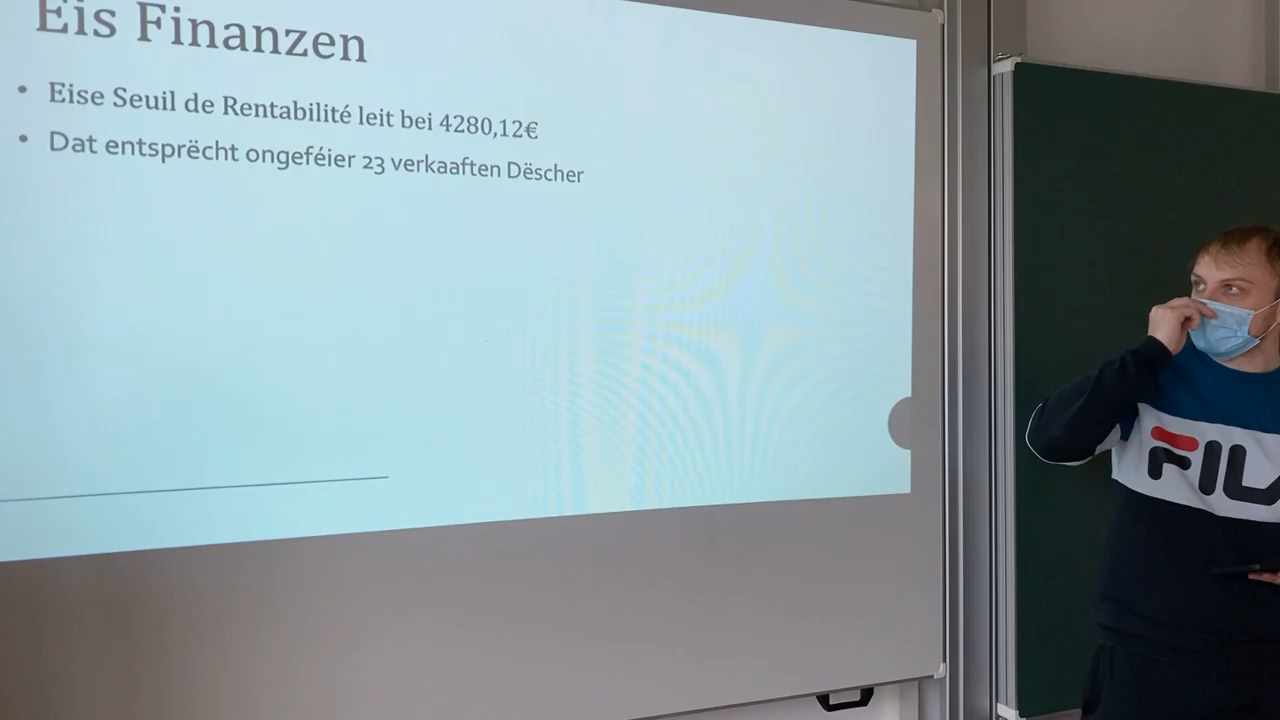 Eis Finanzen
• Eise Seuil de Rentabilité leit bei 4280,12€
• Dat entsprëcht ongeféier 23 verkaaften Dëscher
FILA